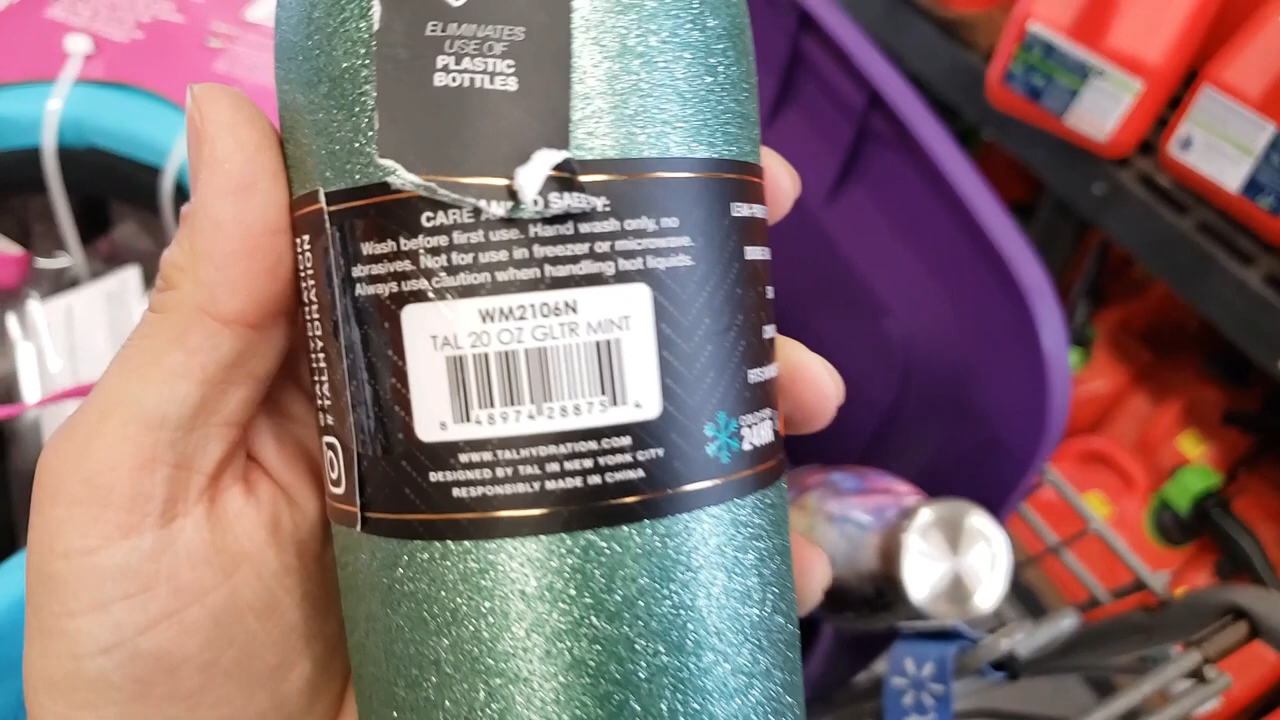 ELIMINATES
USE OF
PLASTIC
BOTTLES
CARE AND SAFETY:
Wash before first use. Hand wash only, no
abrasives. Not for use in freezer or microwave.
Always use caution when handling hot liquids.
WM2106N
TAL 20 OZ GLTR MINT
8 48974 28875 4
WWW.TALHYDRATION.COM
DESIGNED BY TAL IN NEW YORK CITY
RESPONSIBLY MADE IN CHINA
#TALHYDRATION
24HR